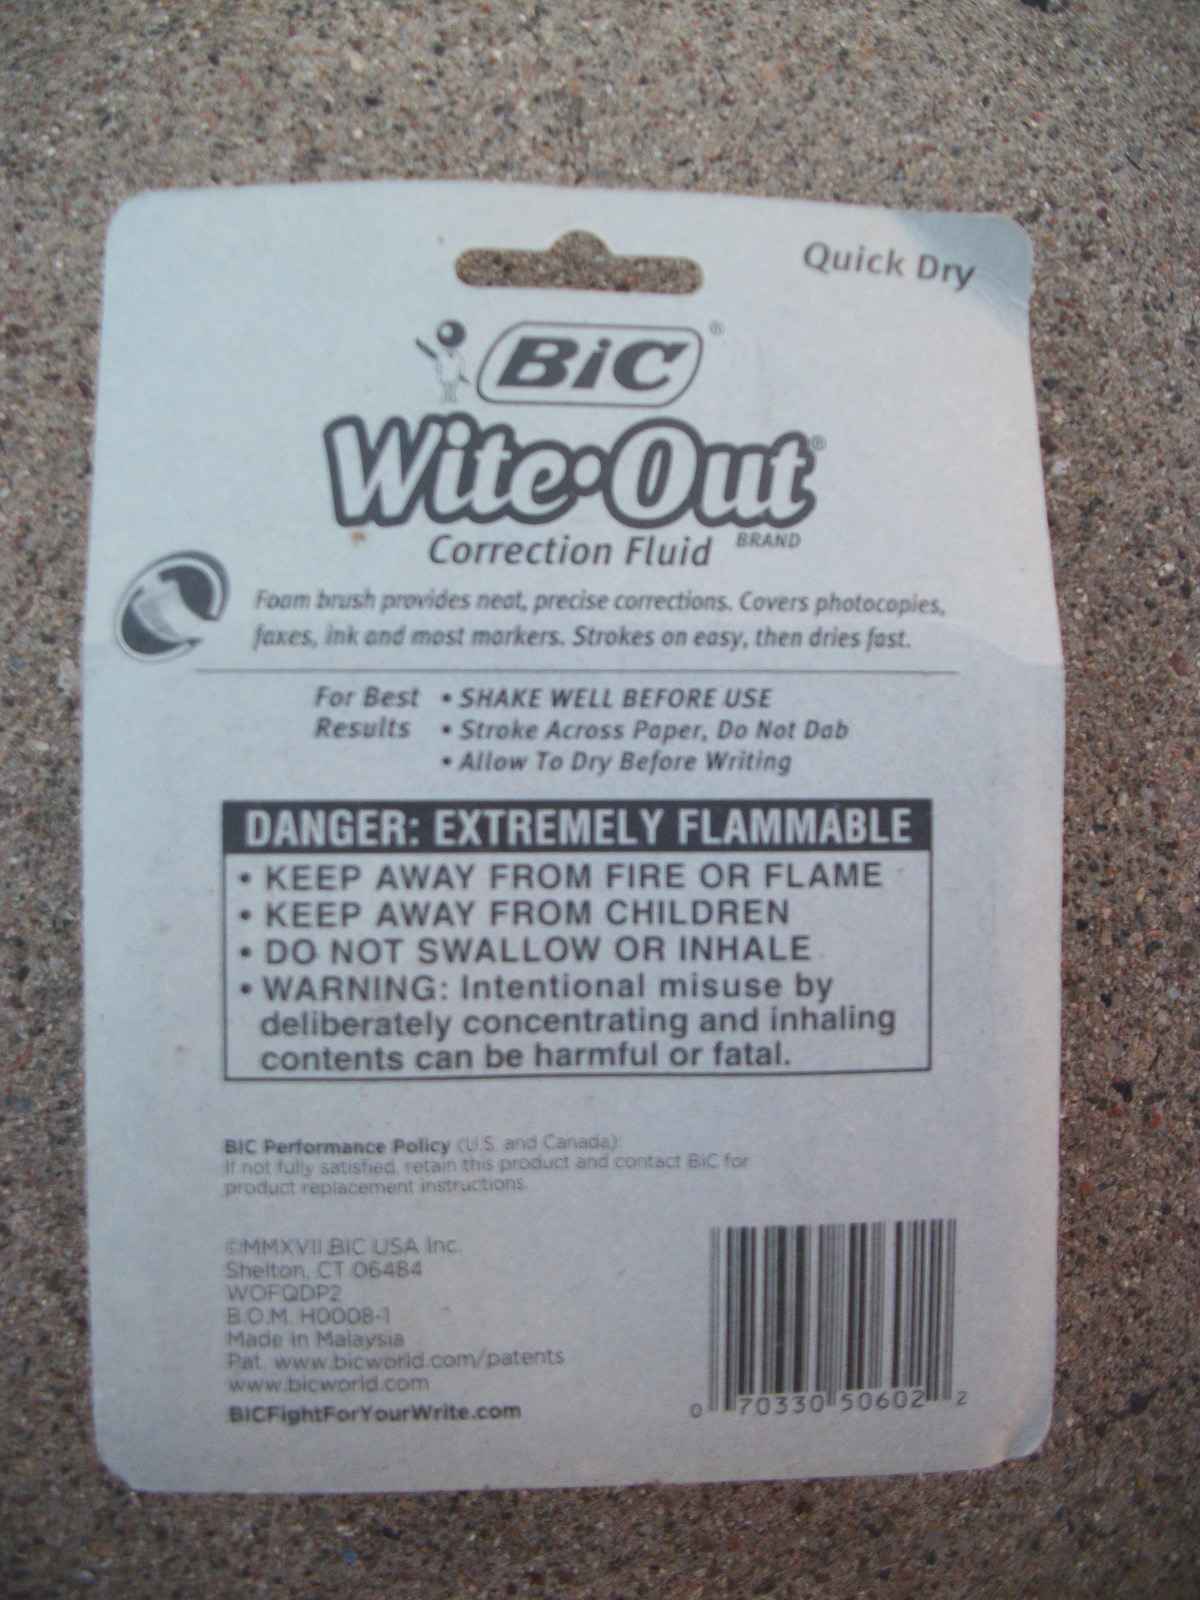 Quick Dry
BiC®
Wite•Out®
Correction Fluid BRAND
Foam brush provides neat, precise corrections. Covers photocopies,
faxes, ink and most markers. Strokes on easy, then dries fast.
For Best • SHAKE WELL BEFORE USE
Results • Stroke Across Paper, Do Not Dab
• Allow To Dry Before Writing
DANGER: EXTREMELY FLAMMABLE
• KEEP AWAY FROM FIRE OR FLAME
• KEEP AWAY FROM CHILDREN
• DO NOT SWALLOW OR INHALE
• WARNING: Intentional misuse by
deliberately concentrating and inhaling
contents can be harmful or fatal.
BIC Performance Policy (U.S. and Canada):
If not fully satisfied, retain this product and contact BIC for
product replacement instructions.
©MMXVII BIC USA Inc.
Shelton, CT 06484
WOFQDP2
B.O.M. H0008-1
Made in Malaysia
Pat. www.bicworld.com/patents
www.bicworld.com
BICFightForYourWrite.com
0 70330 50602 2